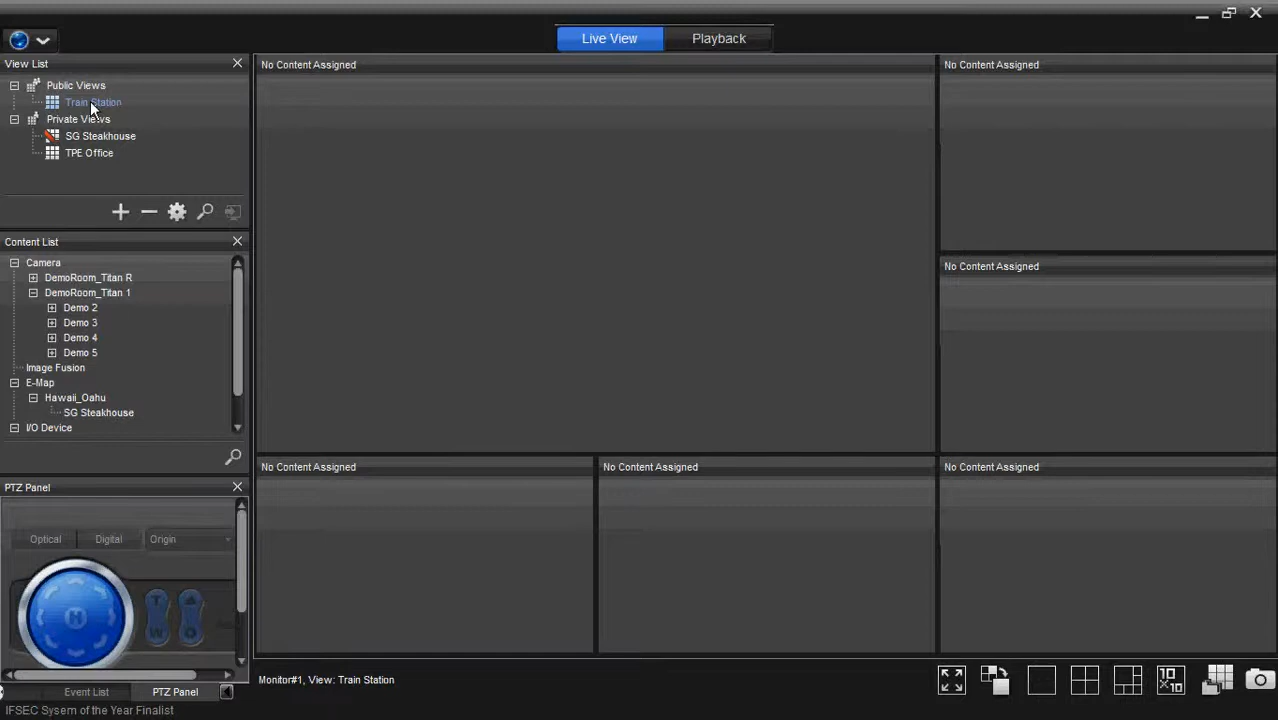 Live View
Playback
View List
Public Views
Train Station
Private Views
SG Steakhouse
TPE Office
Content List
Camera
DemoRoom_Titan R
DemoRoom_Titan 1
Demo 2
Demo 3
Demo 4
Demo 5
Image Fusion
E-Map
Hawaii_Oahu
SG Steakhouse
I/O Device
PTZ Panel
Optical
Digital
Origin
H
T
W
A
O
Event List
PTZ Panel
No Content Assigned
No Content Assigned
No Content Assigned
No Content Assigned
No Content Assigned
No Content Assigned
Monitor#1, View: Train Station
10
×10
IFSEC Sysem of the Year Finalist